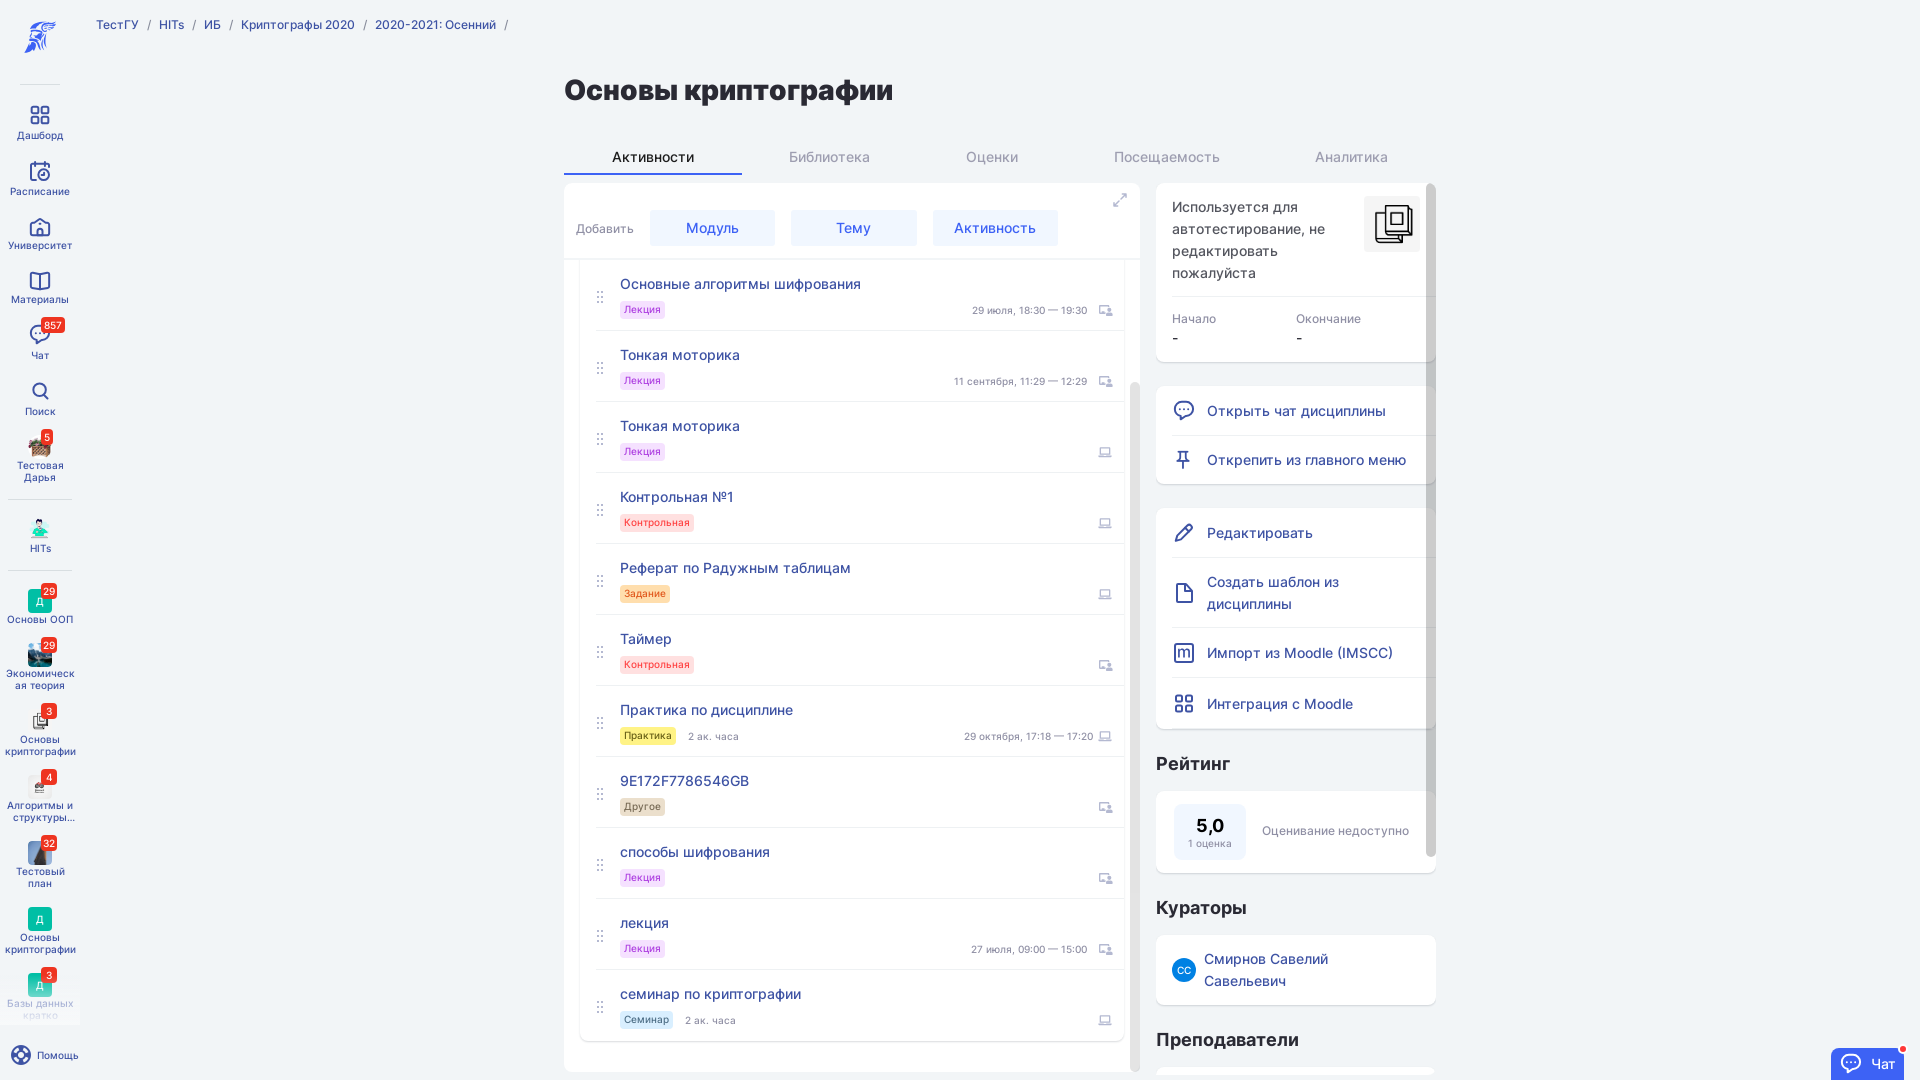 ТестГУ / HITs / ИБ / Криптографы 2020 / 2020-2021: Осенний /
Дашборд
Расписание
Университет
Материалы
857
Чат
Поиск
5
Тестовая
Дарья
HITs
29
Д
Основы ООП
29
Экономическ
ая теория
3
Основы
криптографии
4
Алгоритмы и
структуры...
32
Тестовый
план
Д
Основы
криптографии
3
Д
Базы данных
кратко
Помощь
Основы криптографии
Активности
Библиотека
Оценки
Посещаемость
Аналитика
Добавить
Модуль
Тему
Активность
Основные алгоритмы шифрования
Лекция
29 июля, 18:30 — 19:30
Тонкая моторика
Лекция
11 сентября, 11:29 — 12:29
Тонкая моторика
Лекция
Контрольная №1
Контрольная
Реферат по Радужным таблицам
Задание
Таймер
Контрольная
Практика по дисциплине
Практика
2 ак. часа
29 октября, 17:18 — 17:20
9E172F7786546GB
Другое
способы шифрования
Лекция
лекция
Лекция
27 июля, 09:00 — 15:00
семинар по криптографии
Семинар
2 ак. часа
Используется для
автотестирование, не
редактировать
пожалуйста
Начало
-
Окончание
-
Открыть чат дисциплины
Открепить из главного меню
Редактировать
Создать шаблон из
дисциплины
Импорт из Moodle (IMSCC)
Интеграция с Moodle
Рейтинг
5,0
1 оценка
Оценивание недоступно
Кураторы
СС
Смирнов Савелий
Савельевич
Преподаватели
Чат